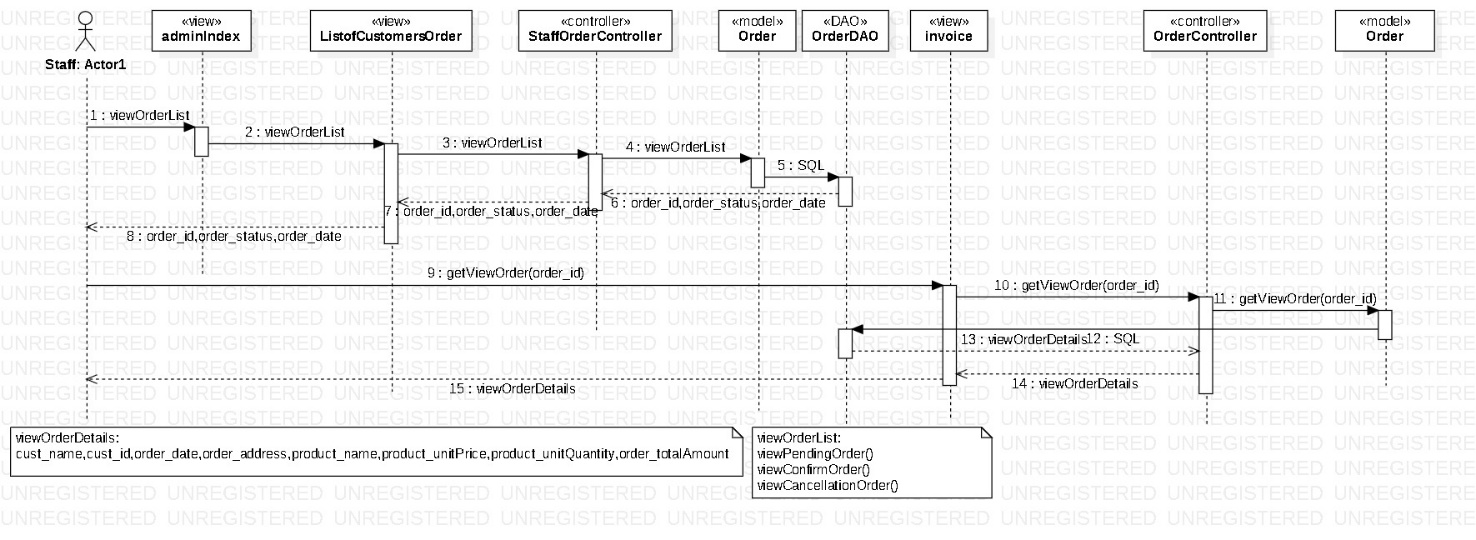 «view»
adminIndex
«view»
ListofCustomersOrder
«controller»
StaffOrderController
«model»
Order
«DAO»
OrderDAO
«view»
invoice
«controller»
OrderController
«model»
Order
Staff: Actor1
1 : viewOrderList
2 : viewOrderList
3 : viewOrderList
4 : viewOrderList
5 : SQL
6 : order_id,order_status,order_date
7 : order_id,order_status,order_date
8 : order_id,order_status,order_date
9 : getViewOrder(order_id)
10 : getViewOrder(order_id)
11 : getViewOrder(order_id)
12 : SQL
13 : viewOrderDetails
14 : viewOrderDetails
15 : viewOrderDetails
viewOrderDetails:
cust_name,cust_id,order_date,order_address,product_name,product_unitPrice,product_unitQuantity,order_totalAmount
viewOrderList:
viewPendingOrder()
viewConfirmOrder()
viewCancellationOrder()
UNREGISTERED